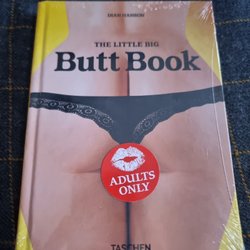 DIAN HANSON
THE LITTLE BIG
Butt Book
ADULTS
ONLY
TASCHEN